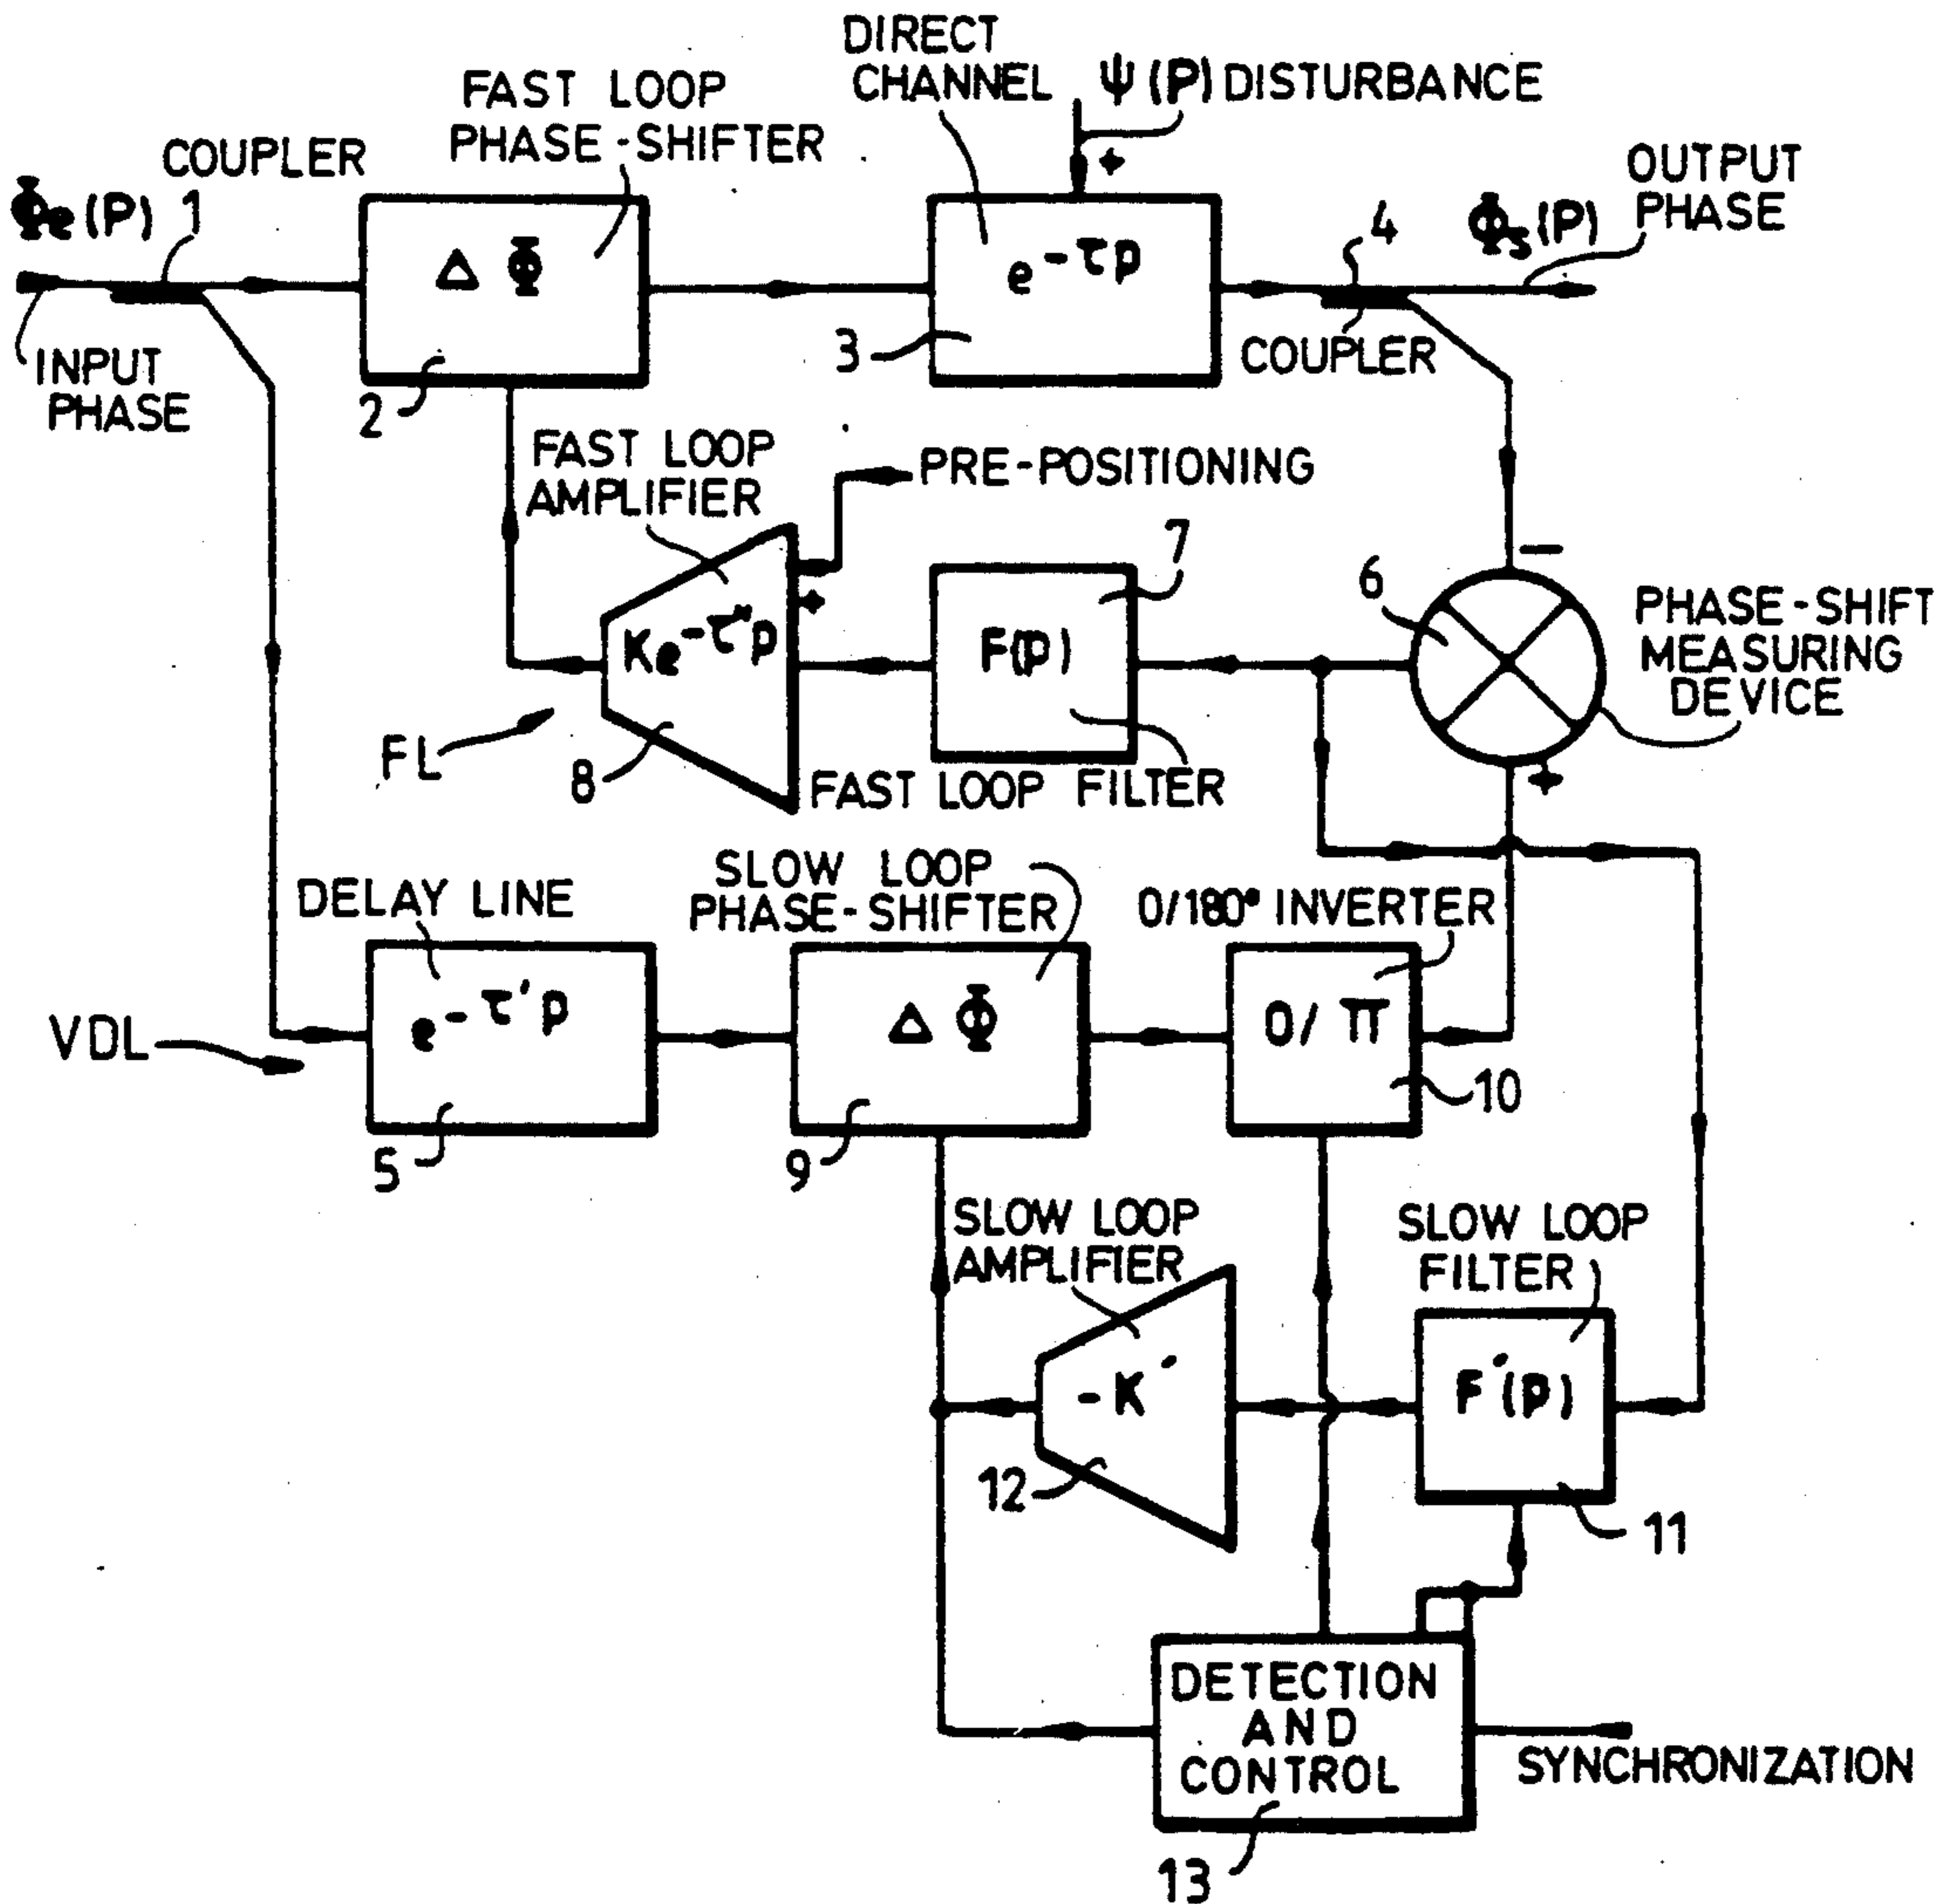 DIRECT
CHANNEL
ψ (P) DISTURBANCE
FAST LOOP
PHASE-SHIFTER
COUPLER
Φe (P)
1
OUTPUT
PHASE
4
Φs (P)
Δ Φ
e -τp
INPUT
PHASE
2
3
COUPLER
FAST LOOP
AMPLIFIER
PRE-POSITIONING
−
7
6
PHASE-SHIFT
MEASURING
DEVICE
+
+
Ke -τ"p
F(p)
FL
8
FAST LOOP FILTER
+
SLOW LOOP
PHASE-SHIFTER
DELAY LINE
0/180° INVERTER
e - τ'p
Δ Φ
0/ π
VDL
10
5
9
SLOW LOOP
AMPLIFIER
SLOW LOOP
FILTER
-K'
F'(p)
12
11
DETECTION
AND
CONTROL
SYNCHRONIZATION
13